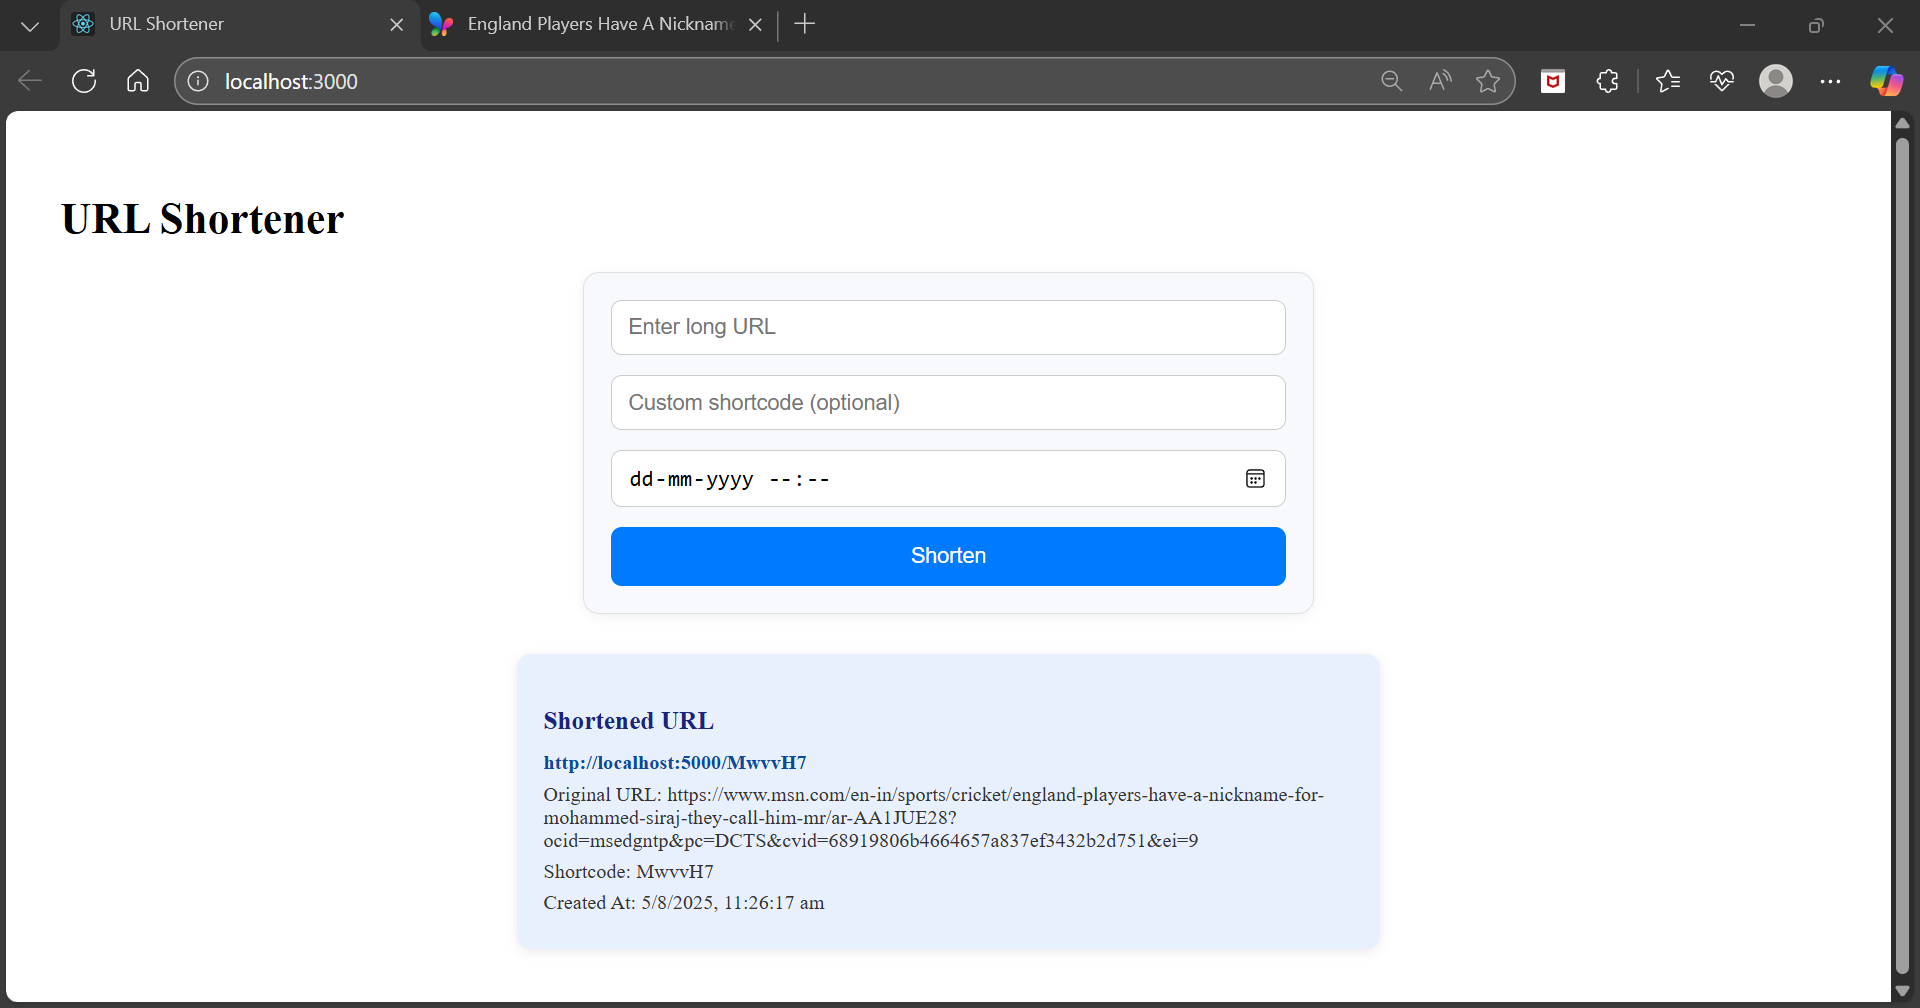 URL Shortener
England Players Have A Nickname
localhost:3000
URL Shortener
Enter long URL
Custom shortcode (optional)
dd-mm-yyyy --:--
Shorten
Shortened URL
http://localhost:5000/MwvvH7
Original URL: https://www.msn.com/en-in/sports/cricket/england-players-have-a-nickname-for-
mohammed-siraj-they-call-him-mr/ar-AA1JUE28?
ocid=msedgntp&pc=DCTS&cvid=68919806b4664657a837ef3432b2d751&ei=9
Shortcode: MwvvH7
Created At: 5/8/2025, 11:26:17 am